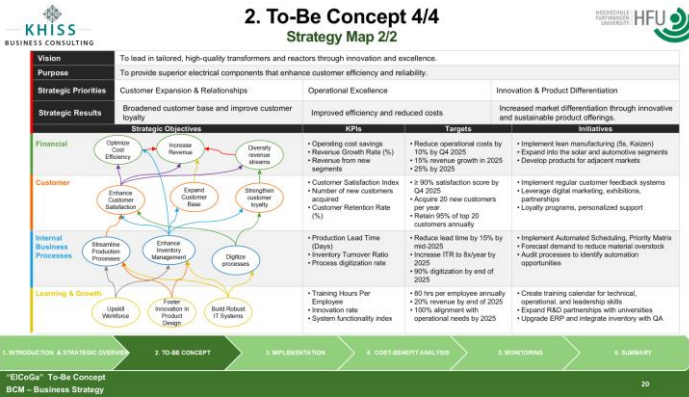 KHISS
BUSINESS CONSULTING
2. To-Be Concept 4/4
Strategy Map 2/2
HOCHSCHULE
FURTWANGEN
UNIVERSITY
HFU
Vision
To lead in tailored, high-quality transformers and reactors through innovation and excellence.
Purpose
To provide superior electrical components that enhance customer efficiency and reliability.
Strategic Priorities
Customer Expansion & Relationships
Operational Excellence
Innovation & Product Differentiation
Strategic Results
Broadened customer base and improve customer
loyalty
Improved efficiency and reduced costs
Increased market differentiation through innovative
and sustainable product offerings.
Strategic Objectives
KPIs
Targets
Initiatives
Financial
Optimize
Cost
Efficiency
Increase
Revenue
Diversify
revenue
streams
• Operating cost savings
• Revenue Growth Rate (%)
• Revenue from new
segments
• Reduce operational costs by
10% by Q4 2025
• 15% revenue growth in 2025
• 25% by 2025
• Implement lean manufacturing (5s, Kaizen)
• Expand into the solar and automotive segments
• Develop products for adjacent markets
Customer
Enhance
Customer
Satisfaction
Expand
Customer
Base
Strengthen
customer
loyalty
• Customer Satisfaction Index
• Number of new customers
acquired
• Customer Retention Rate
(%)
• ≥ 90% satisfaction score by
Q4 2025
• Acquire 20 new customers
per year
• Retain 95% of top 20
customers annually
• Implement regular customer feedback systems
• Leverage digital marketing, exhibitions,
partnerships
• Loyalty programs, personalized support
Internal
Business
Processes
Streamline
Production
Processes
Enhance
Inventory
Management
Digitize
processes
• Production Lead Time
(Days)
• Inventory Turnover Ratio
• Process digitization rate
• Reduce lead time by 15% by
mid-2025
• Increase ITR to 8x/year by
2025
• 90% digitization by end of
2025
• Implement Automated Scheduling, Priority Matrix
• Forecast demand to reduce material overstock
• Audit processes to identify automation
opportunities
Learning & Growth
Upskill
Workforce
Foster
Innovation in
Product
Design
Build Robust
IT Systems
• Training Hours Per
Employee
• Innovation rate
• System functionality index
• 80 hrs per employee annually
• 20% revenue by end of 2025
• 100% alignment with
operational needs by 2025
• Create training calendar for technical,
operational, and leadership skills
• Expand R&D partnerships with universities
• Upgrade ERP and integrate inventory with QA
1. INTRODUCTION & STRATEGIC OVERVIEW
2. TO-BE CONCEPT
3. IMPLEMENTATION
4. COST-BENEFIT ANALYSIS
5. MONITORING
6. SUMMARY
"ElCoGa" To-Be Concept
BCM – Business Strategy
20